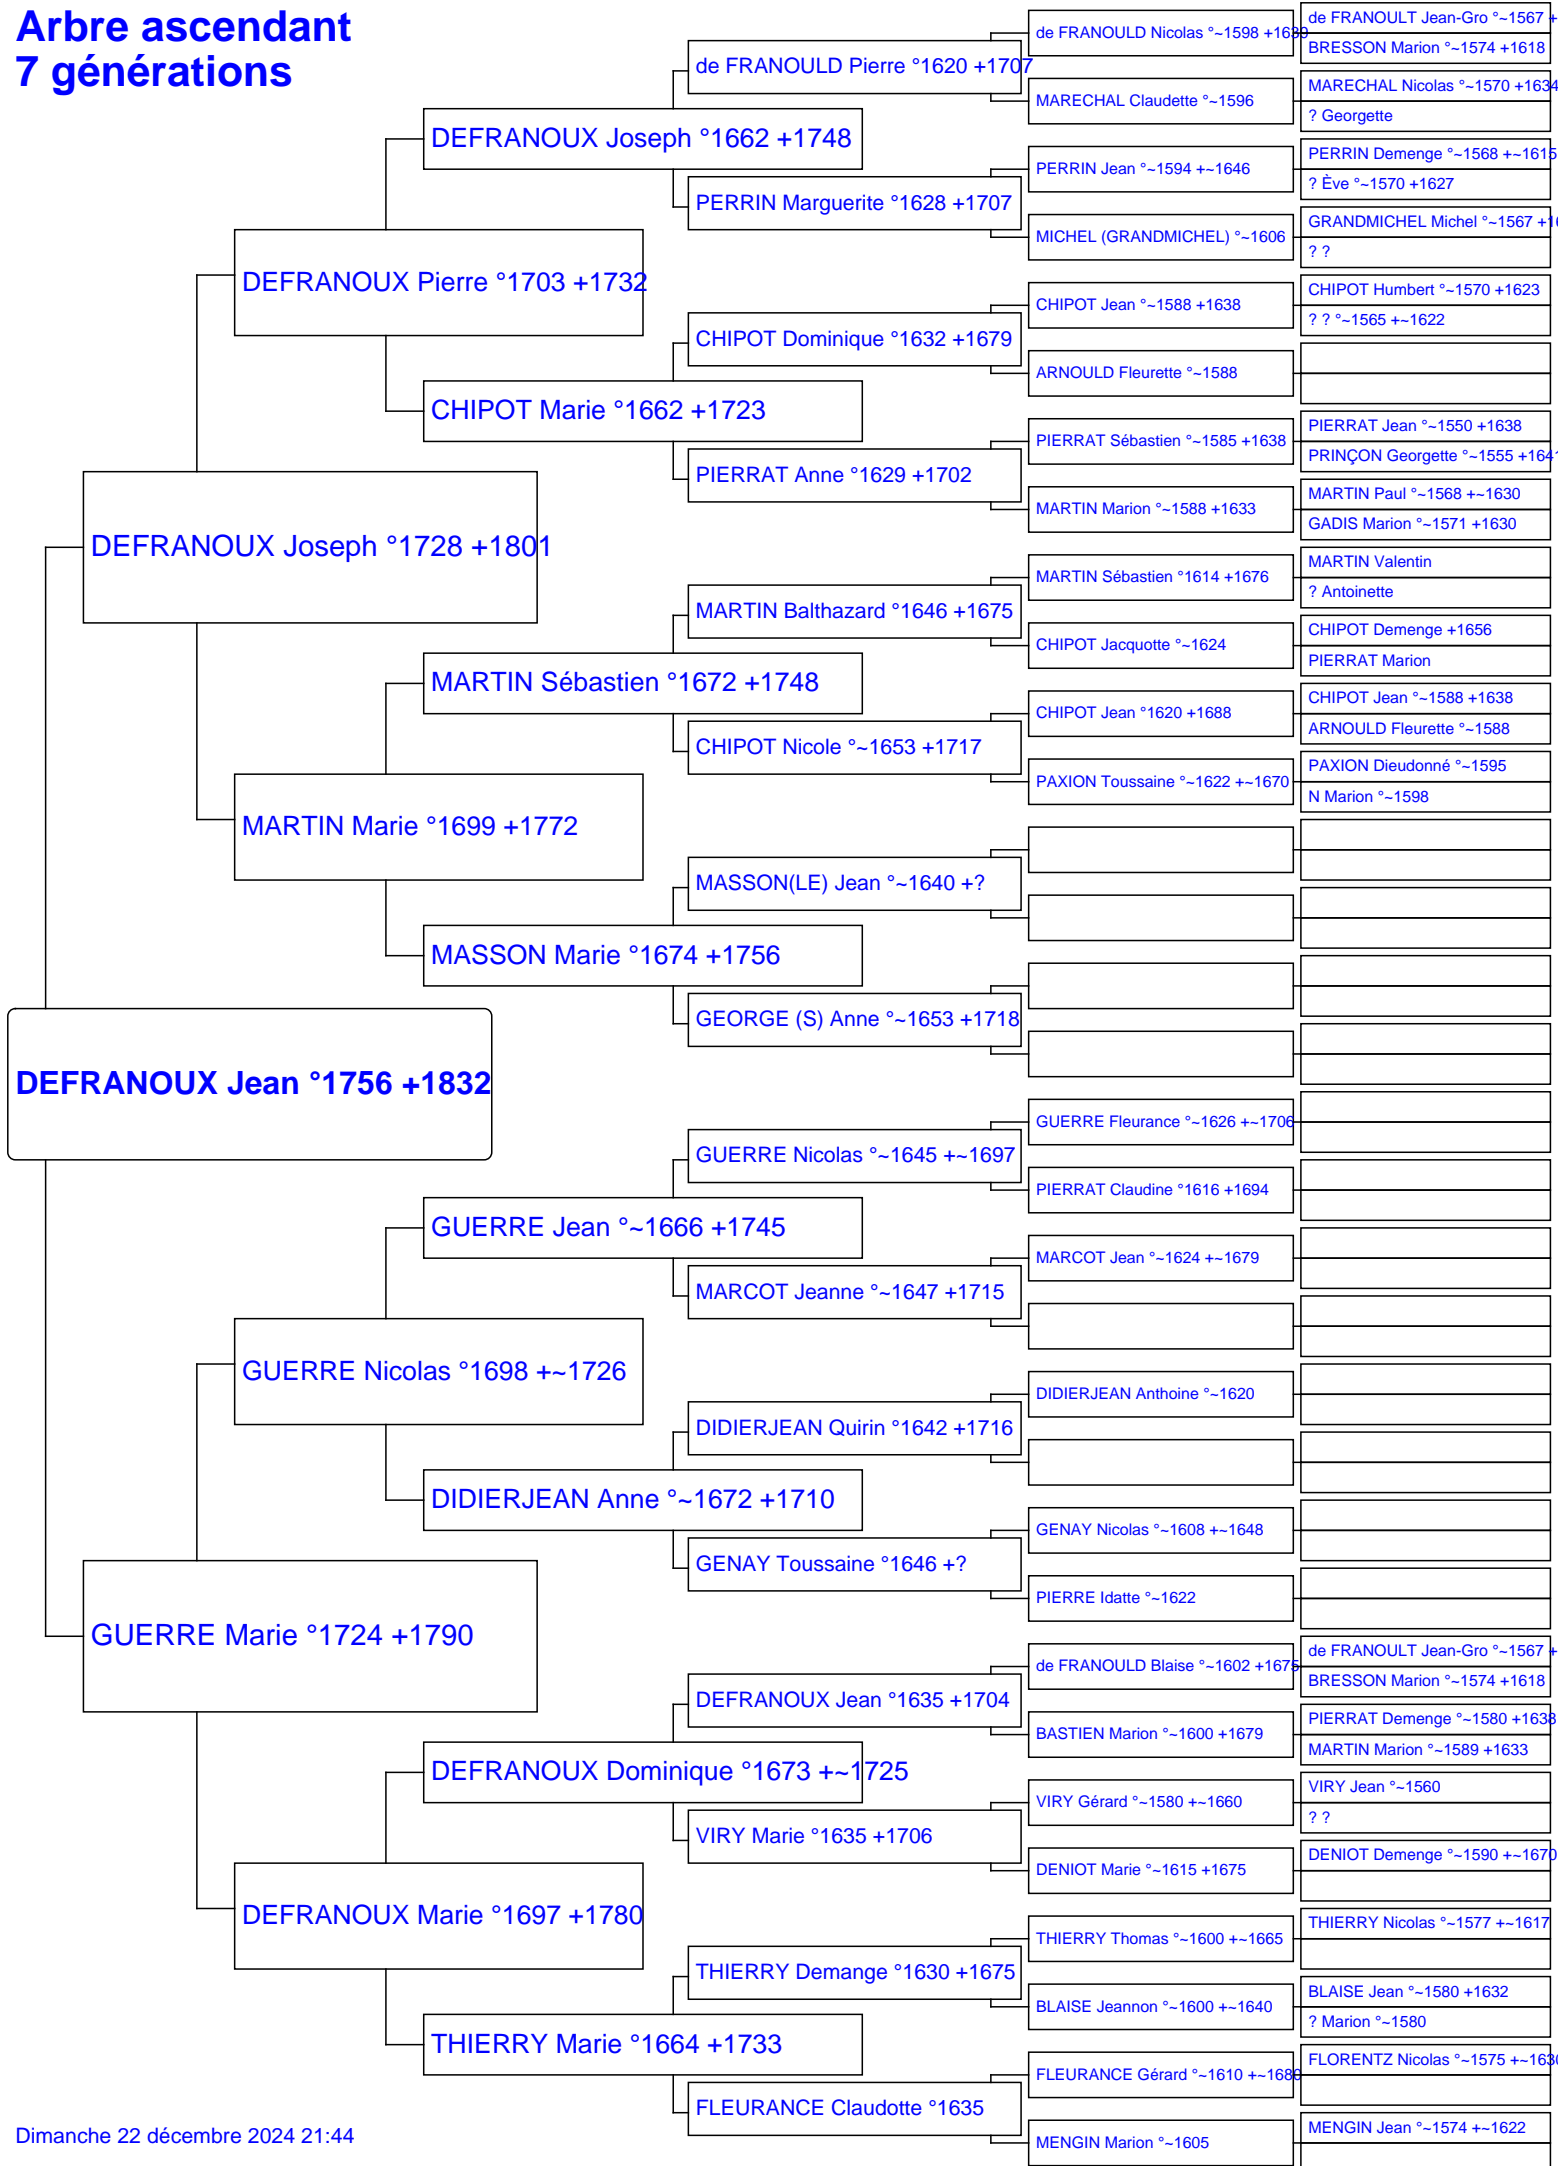 Arbre ascendant
7 générations
DEFRANOUX Jean °1756 +1832
DEFRANOUX Joseph °1728 +1801
GUERRE Marie °1724 +1790
DEFRANOUX Pierre °1703 +1732
MARTIN Marie °1699 +1772
GUERRE Nicolas °1698 +~1726
DEFRANOUX Marie °1697 +1780
DEFRANOUX Joseph °1662 +1748
CHIPOT Marie °1662 +1723
MARTIN Sébastien °1672 +1748
MASSON Marie °1674 +1756
GUERRE Jean °~1666 +1745
DIDIERJEAN Anne °~1672 +1710
DEFRANOUX Dominique °1673 +~1725
THIERRY Marie °1664 +1733
de FRANOULD Pierre °1620 +1707
PERRIN Marguerite °1628 +1707
CHIPOT Dominique °1632 +1679
PIERRAT Anne °1629 +1702
MARTIN Balthazard °1646 +1675
CHIPOT Nicole °~1653 +1717
MASSON(LE) Jean °~1640 +?
GEORGE (S) Anne °~1653 +1718
GUERRE Nicolas °~1645 +~1697
MARCOT Jeanne °~1647 +1715
DIDIERJEAN Quirin °1642 +1716
GENAY Toussaine °1646 +?
DEFRANOUX Jean °1635 +1704
VIRY Marie °1635 +1706
THIERRY Demange °1630 +1675
FLEURANCE Claudotte °1635
de FRANOULD Nicolas °~1598 +1639
MARECHAL Claudette °~1596
PERRIN Jean °~1594 +~1646
MICHEL (GRANDMICHEL) °~1606
CHIPOT Jean °~1588 +1638
ARNOULD Fleurette °~1588
PIERRAT Sébastien °~1585 +1638
MARTIN Marion °~1588 +1633
MARTIN Sébastien °1614 +1676
CHIPOT Jacquotte °~1624
CHIPOT Jean °1620 +1688
PAXION Toussaine °~1622 +~1670
GUERRE Fleurance °~1626 +~1706
PIERRAT Claudine °1616 +1694
MARCOT Jean °~1624 +~1679
DIDIERJEAN Anthoine °~1620
GENAY Nicolas °~1608 +~1648
PIERRE Idatte °~1622
de FRANOULD Blaise °~1602 +1675
BASTIEN Marion °~1600 +1679
VIRY Gérard °~1580 +~1660
DENIOT Marie °~1615 +1675
THIERRY Thomas °~1600 +~1665
BLAISE Jeannon °~1600 +~1640
FLEURANCE Gérard °~1610 +~1680
MENGIN Marion °~1605
de FRANOULT Jean-Gro °~1567 +
BRESSON Marion °~1574 +1618
MARECHAL Nicolas °~1570 +1634
? Georgette
PERRIN Demenge °~1568 +~1615
? Ève °~1570 +1627
GRANDMICHEL Michel °~1567
? ?
CHIPOT Humbert °~1570 +1623
? ? °~1565 +~1622
PIERRAT Jean °~1550 +1638
PRINÇON Georgette °~1555 +1641
MARTIN Paul °~1568 +~1630
GADIS Marion °~1571 +1630
MARTIN Valentin
? Antoinette
CHIPOT Demenge +1656
PIERRAT Marion
CHIPOT Jean °~1588 +1638
ARNOULD Fleurette °~1588
PAXION Dieudonné °~1595
N Marion °~1598
de FRANOULT Jean-Gro °~1567 +
BRESSON Marion °~1574 +1618
PIERRAT Demenge °~1580 +1638
MARTIN Marion °~1589 +1633
VIRY Jean °~1560
? ?
DENIOT Demenge °~1590 +~1670
THIERRY Nicolas °~1577 +~1617
BLAISE Jean °~1580 +1632
? Marion °~1580
FLORENTZ Nicolas °~1575 +~1630
MENGIN Jean °~1574 +~1622
Dimanche 22 décembre 2024 21:44